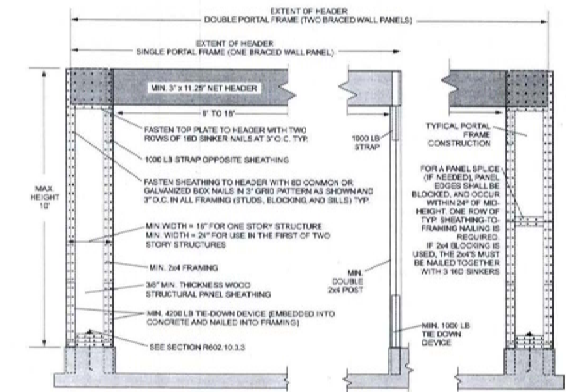 EXTENT OF HEADER
DOUBLE PORTAL FRAME (TWO BRACED WALL PANELS)
EXTENT OF HEADER
SINGLE PORTAL FRAME (ONE BRACED WALL PANEL)
MIN. 3" x 11.25" NET HEADER
TO 18'
FASTEN TOP PLATE TO HEADER WITH TWO
ROWS OF 16D SINKER NAILS AT 3" O.C. TYP.
1000 LB STRAP OPPOSITE SHEATHING
FASTEN SHEATHING TO HEADER WITH 8D COMMON OR
GALVANIZED BOX NAILS IN 3" GRID PATTERN AS SHOWN AND
3" O.C. IN ALL FRAMING (STUDS, BLOCKING, AND SILLS) TYP.
MAX
HEIGHT
10'
MIN. WIDTH = 16" FOR ONE STORY STRUCTURE
MIN. WIDTH = 24" FOR USE IN THE FIRST OF TWO
STORY STRUCTURES
MIN. 2x4 FRAMING
3/8" MIN. THICKNESS WOOD
STRUCTURAL PANEL SHEATHING
MIN. 4200 LB TIE-DOWN DEVICE (EMBEDDED INTO
CONCRETE AND NAILED INTO FRAMING)
SEE SECTION R602.10.3.3
1000 LB
STRAP
MIN.
DOUBLE
2x4 POST
MIN. 1000 LB
TIE DOWN
DEVICE
TYPICAL PORTAL
FRAME
CONSTRUCTION
FOR A PANEL SPLICE
(IF NEEDED), PANEL
EDGES SHALL BE
BLOCKED, AND OCCUR
WITHIN 24" OF MID-
HEIGHT. ONE ROW OF
TYP. SHEATHING-TO-
FRAMING NAILING IS
REQUIRED.
IF 2x4 BLOCKING IS
USED, THE 2x4'S MUST
BE NAILED TOGETHER
WITH 3 16D SINKERS